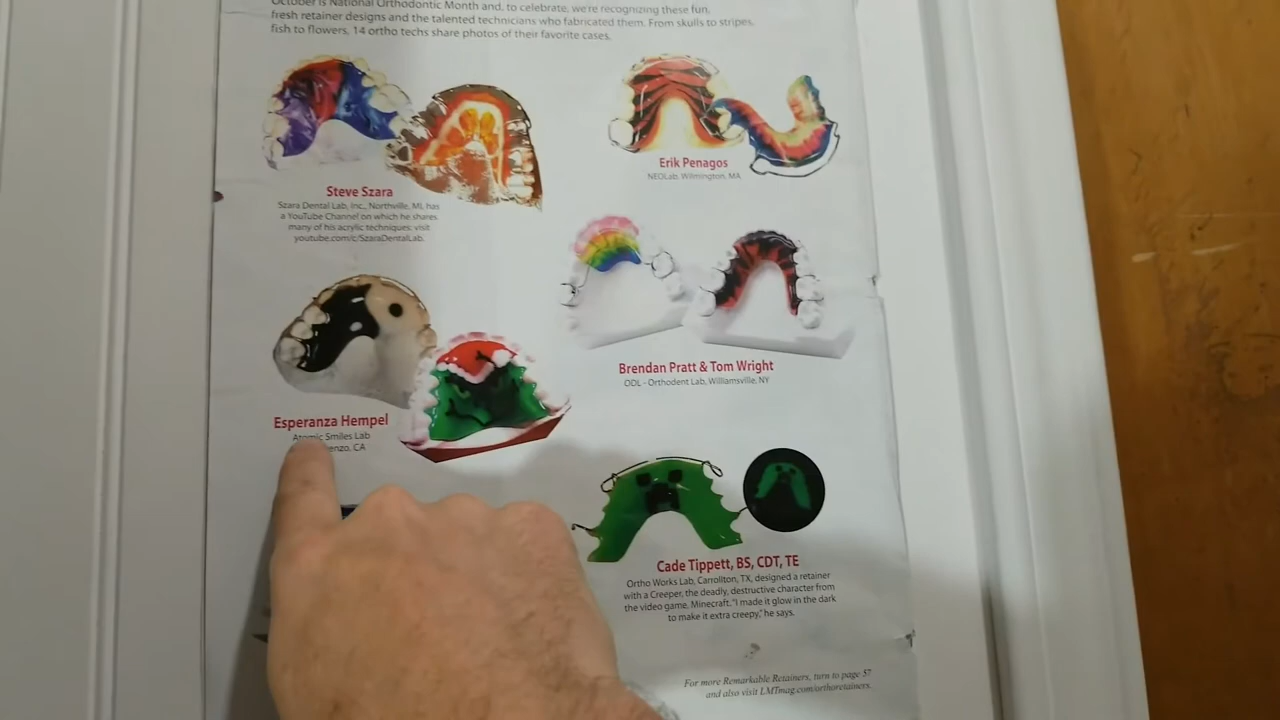 October is National Orthodontic Month and, to celebrate, we're recognizing these fun,
fresh retainer designs and the talented technicians who fabricated them. From skulls to stripes,
fish to flowers, 14 ortho techs share photos of their favorite cases.
Steve Szara
Szara Dental Lab, Inc., Northville, MI, has
a YouTube Channel on which he shares
many of his acrylic techniques: visit
youtube.com/c/SzaraDentalLab.
Erik Penagos
NEOLab, Wilmington, MA
Brendan Pratt & Tom Wright
ODL - Orthodent Lab, Williamsville, NY
Esperanza Hempel
Atomic Smiles Lab
enzo, CA
Cade Tippett, BS, CDT, TE
Ortho Works Lab, Carrollton, TX, designed a retainer
with a Creeper, the deadly, destructive character from
the video game, Minecraft. "I made it glow in the dark
to make it extra creepy," he says.
For more Remarkable Retainers, turn to page 57
and also visit LMTmag.com/orthoretainers.